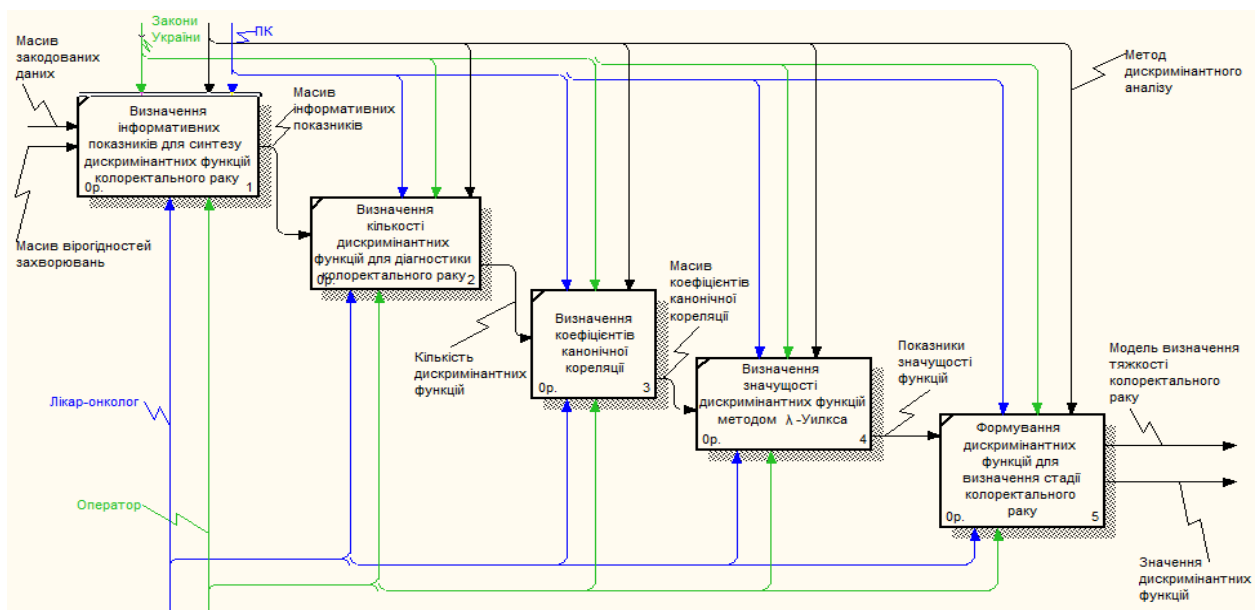 Закони
України
ПК
Масив
закодованих
даних
Масив
інформативних
показників
Метод
дискримінантного
аналізу
Визначення
інформативних
показників для синтезу
дискримінантних функцій
колоректального раку
0р. 1
Масив вірогідностей
захворювань
Визначення
кількості
дискримінантних
функцій для діагностики
колоректального раку
0р. 2
Масив
коефіцієнтів
канонічної
кореляції
Визначення
коефіцієнтів
канонічної
кореляції
0р. 3
Кількість
дискримінантних
функцій
Показники
значущості
функцій
Модель визначення
тяжкості
колоректального
раку
Визначення
значущості
дискримінантних функцій
методом λ -Уилкса
0р. 4
Лікар-онколог
Формування
дискримінантних
функцій для
визначення стадії
колоректального
раку
0р. 5
Оператор
Значення
дискримінантних
функцій